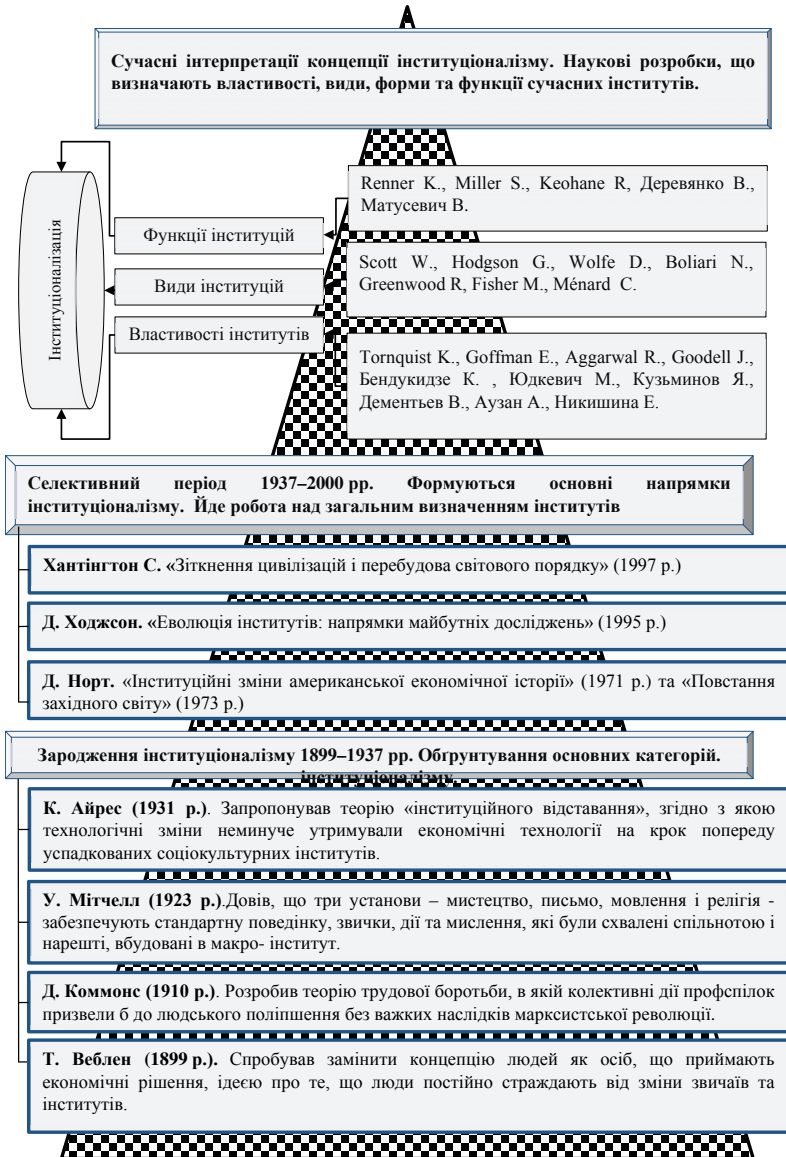 Сучасні інтерпретації концепції інституціоналізму. Наукові розробки, що
визначають властивості, види, форми та функції сучасних інститутів.
Інституціоналізація
Функції інституцій
Види інституцій
Властивості інститутів
Renner K., Miller S., Keohane R, Деревянко В.,
Матусевич В.
Scott W., Hodgson G., Wolfe D., Boliari N.,
Greenwood R, Fisher M., Ménard C.
Tornquist K., Goffman E., Aggarwal R., Goodell J.,
Бендукидзе К. , Юдкевич М., Кузьминов Я.,
Дементьев В., Аузан А., Никишина Е.
Селективний період 1937–2000 рр. Формуються основні напрямки
інституціоналізму. Йде робота над загальним визначенням інститутів
Хантінгтон С. «Зіткнення цивілізацій і перебудова світового порядку» (1997 р.)
Д. Ходжсон. «Еволюція інститутів: напрямки майбутніх досліджень» (1995 р.)
Д. Норт. «Інституційні зміни американської економічної історії» (1971 р.) та «Повстання
західного світу» (1973 р.)
Зародження інституціоналізму 1899–1937 рр. Обґрунтування основних категорій.
інституціоналізму.
К. Айрес (1931 р.). Запропонував теорію «інституційного відставання», згідно з якою
технологічні зміни неминуче утримували економічні технології на крок попереду
успадкованих соціокультурних інститутів.
У. Мітчелл (1923 р.).Довів, що три установи – мистецтво, письмо, мовлення і релігія -
забезпечують стандартну поведінку, звички, дії та мислення, які були схвалені спільнотою і
нарешті, вбудовані в макро- інститут.
Д. Коммонс (1910 р.). Розробив теорію трудової боротьби, в якій колективні дії профспілок
призвели б до людського поліпшення без важких наслідків марксистської революції.
Т. Веблен (1899 р.). Спробував замінити концепцію людей як осіб, що приймають
економічні рішення, ідеєю про те, що люди постійно страждають від зміни звичаїв та
інститутів.